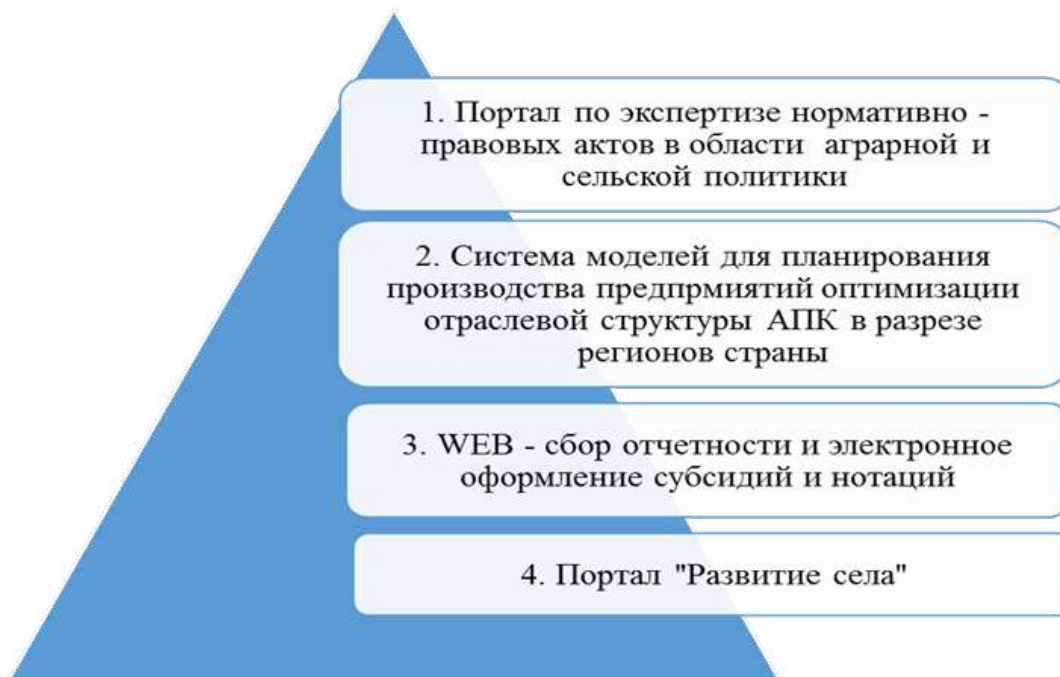 1. Портал по экспертизе нормативно -
правовых актов в области аграрной и
сельской политики
2. Система моделей для планирования
производства предпрмиятий оптимизации
отраслевой структуры АПК в разрезе
регионов страны
3. WEB - сбор отчетности и электронное
оформление субсидий и нотаций
4. Портал "Развитие села"